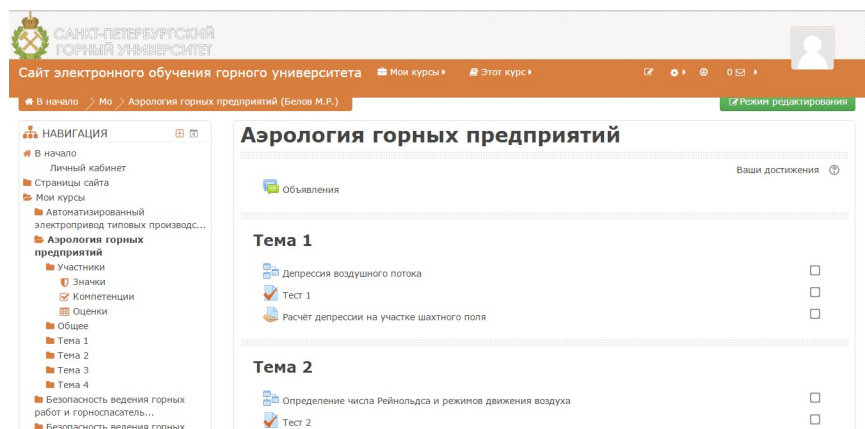 САНКТ-ПЕТЕРБУРГСКИЙ
ГОРНЫЙ УНИВЕРСИТЕТ
Сайт электронного обучения горного университета Мои курсы Этот курс 0
В начало Мо Аэрология горных предприятий (Белов М.Р.) Режим редактирования
НАВИГАЦИЯ
В начало
Личный кабинет
Страницы сайта
Мои курсы
Автоматизированный
электропривод типовых производс...
Аэрология горных
предприятий
Участники
Значки
Компетенции
Оценки
Общее
Тема 1
Тема 2
Тема 3
Тема 4
Безопасность ведения горных
работ и горноспасатель...
Безопасность ведения горных
Аэрология горных предприятий
Ваши достижения
Объявления
Тема 1
Депрессия воздушного потока
Тест 1
Расчёт депрессии на участке шахтного поля
Тема 2
Определение числа Рейнольдса и режимов движения воздуха
Тест 2